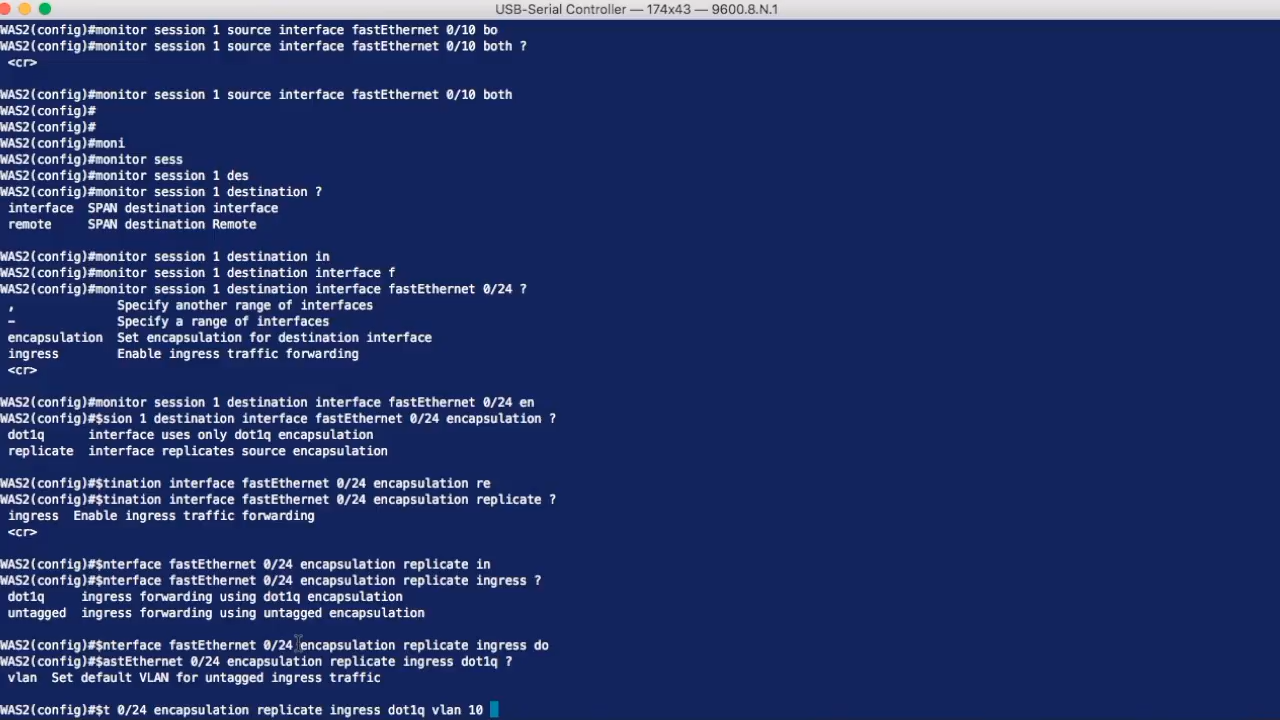 USB-Serial Controller — 174x43 — 9600.8.N.1
WAS2(config)#monitor session 1 source interface fastEthernet 0/10 bo
WAS2(config)#monitor session 1 source interface fastEthernet 0/10 both ?
<cr>
WAS2(config)#monitor session 1 source interface fastEthernet 0/10 both
WAS2(config)#
WAS2(config)#
WAS2(config)#moni
WAS2(config)#monitor sess
WAS2(config)#monitor session 1 des
WAS2(config)#monitor session 1 destination ?
interface  SPAN destination interface
remote     SPAN destination Remote
WAS2(config)#monitor session 1 destination in
WAS2(config)#monitor session 1 destination interface f
WAS2(config)#monitor session 1 destination interface fastEthernet 0/24 ?
,              Specify another range of interfaces
-              Specify a range of interfaces
encapsulation  Set encapsulation for destination interface
ingress        Enable ingress traffic forwarding
<cr>
WAS2(config)#monitor session 1 destination interface fastEthernet 0/24 en
WAS2(config)#$sion 1 destination interface fastEthernet 0/24 encapsulation ?
dot1q      interface uses only dot1q encapsulation
replicate  interface replicates source encapsulation
WAS2(config)#$tination interface fastEthernet 0/24 encapsulation re
WAS2(config)#$tination interface fastEthernet 0/24 encapsulation replicate ?
ingress  Enable ingress traffic forwarding
<cr>
WAS2(config)#$nterface fastEthernet 0/24 encapsulation replicate in
WAS2(config)#$nterface fastEthernet 0/24 encapsulation replicate ingress ?
dot1q     ingress forwarding using dot1q encapsulation
untagged  ingress forwarding using untagged encapsulation
WAS2(config)#$nterface fastEthernet 0/24 encapsulation replicate ingress do
WAS2(config)#$astEthernet 0/24 encapsulation replicate ingress dot1q ?
vlan  Set default VLAN for untagged ingress traffic
WAS2(config)#$t 0/24 encapsulation replicate ingress dot1q vlan 10